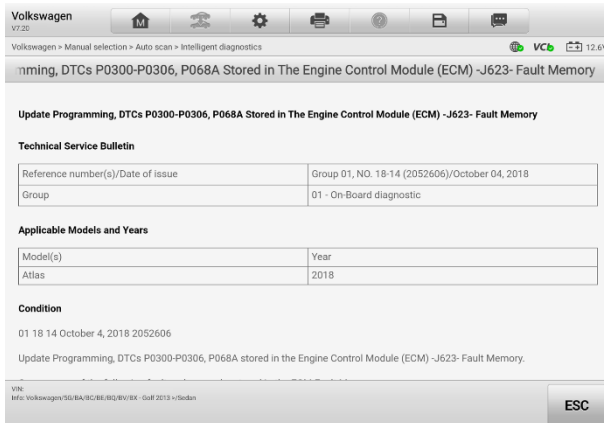 Volkswagen
V7.20
M
?
Volkswagen > Manual selection > Auto scan > Intelligent diagnostics
VCI
12.6V
mming, DTCs P0300-P0306, P068A Stored in The Engine Control Module (ECM) -J623- Fault Memory
Update Programming, DTCs P0300-P0306, P068A Stored in The Engine Control Module (ECM) -J623- Fault Memory
Technical Service Bulletin
Reference number(s)/Date of issue Group 01, NO. 18-14 (2052606)/October 04, 2018
Group 01 - On-Board diagnostic
Applicable Models and Years
Model(s) Year
Atlas 2018
Condition
01 18 14 October 4, 2018 2052606
Update Programming, DTCs P0300-P0306, P068A stored in the Engine Control Module (ECM) -J623- Fault Memory.
VIN:
Info: Volkswagen/5G/BA/BC/BE/BQ/BV/BX - Golf 2013 >/Sedan
ESC